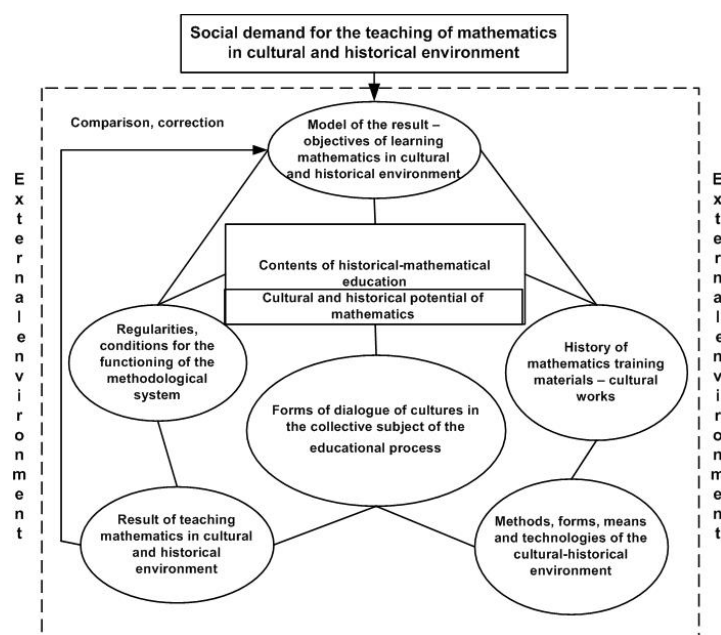 Social demand for the teaching of mathematics
in cultural and historical environment
Comparison, correction
Model of the result –
objectives of learning
mathematics in cultural
and historical environment
External environment
External environment
Contents of historical-mathematical
education
Cultural and historical potential of
mathematics
Regularities,
conditions for the
functioning of the
methodological
system
History of
mathematics training
materials – cultural
works
Forms of dialogue of cultures in
the collective subject of the
educational process
Result of teaching
mathematics in cultural
and historical
environment
Methods, forms, means
and technologies of the
cultural-historical
environment